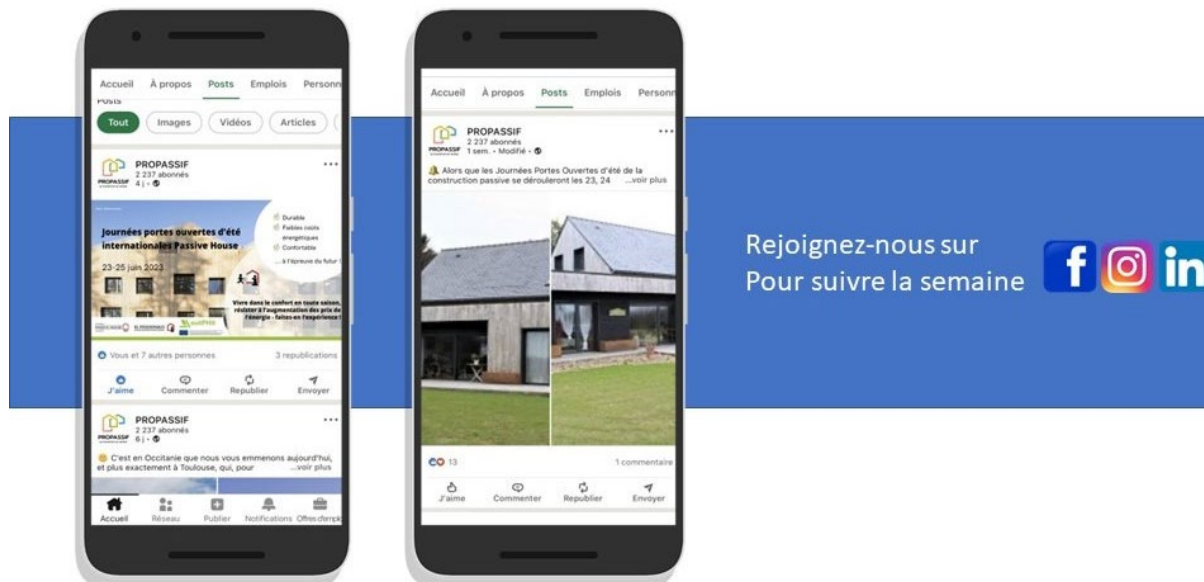 Accueil À propos Posts Emplois Personn
Posts
Tout Images Vidéos Articles
PROPASSIF
PROPASSIF
2 237 abonnés
4 j •
Journées portes ouvertes d'été
internationales Passive House
23-25 juin 2023
Durable
Faibles coûts
énergétiques
Confortable
... à l'épreuve du futur !
Vivre dans le confort en toute saison,
résister à l'augmentation des prix de
l'énergie - faites-en l'expérience !
Vous et 7 autres personnes 3 republications
J'aime Commenter Republier Envoyer
PROPASSIF
PROPASSIF
2 237 abonnés
6 j •
C'est en Occitanie que nous vous emmenons aujourd'hui,
et plus exactement à Toulouse, qui, pour ...voir plus
Accueil Réseau Publier Notifications Offres d'emplo
Accueil À propos Posts Emplois Personn
PROPASSIF
PROPASSIF
2 237 abonnés
1 sem. • Modifié •
Alors que les Journées Portes Ouvertes d'été de la
construction passive se dérouleront les 23, 24 ...voir plus
13 1 commentaire
J'aime Commenter Republier Envoyer
Rejoignez-nous sur
Pour suivre la semaine
f in